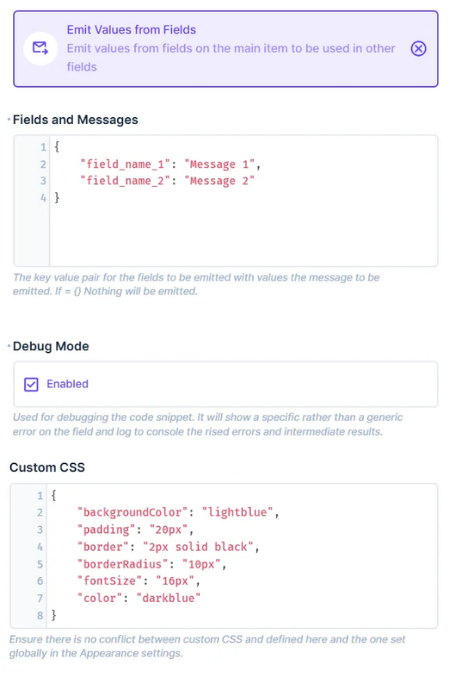 Emit Values from Fields
Emit values from fields on the main item to be used in other
fields
* Fields and Messages
1 {
2     "field_name_1": "Message 1",
3     "field_name_2": "Message 2"
4 }
The key value pair for the fields to be emitted with values the message to be
emitted. If = {} Nothing will be emitted.
* Debug Mode
Enabled
Used for debugging the code snippet. It will show a specific rather than a generic
error on the field and log to console the rised errors and intermediate results.
Custom CSS
1 {
2     "backgroundColor": "lightblue",
3     "padding": "20px",
4     "border": "2px solid black",
5     "borderRadius": "10px",
6     "fontSize": "16px",
7     "color": "darkblue"
8 }
Ensure there is no conflict between custom CSS and defined here and the one set
globally in the Appearance settings.